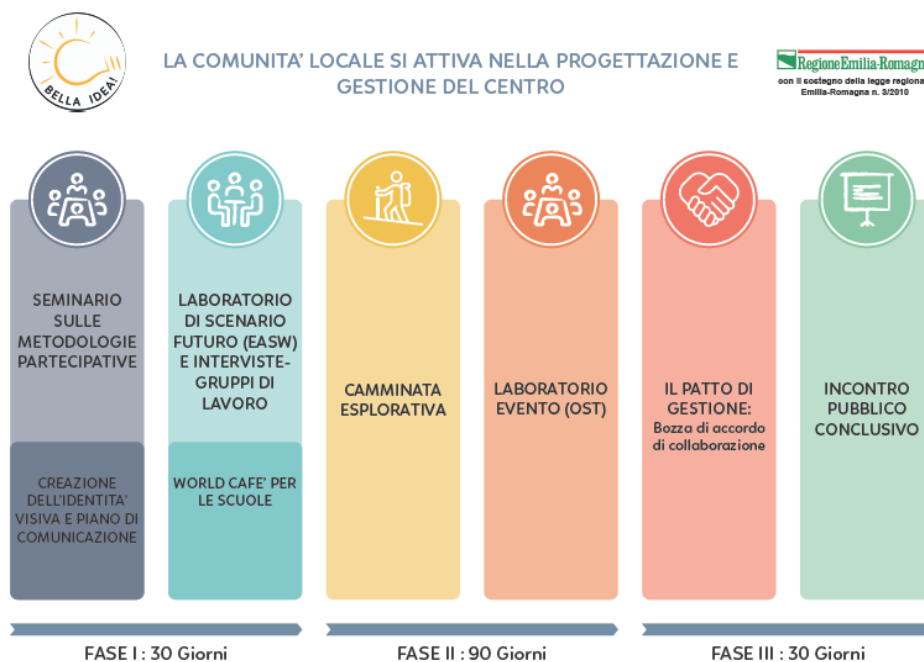 BELLA IDEA!
LA COMUNITA' LOCALE SI ATTIVA NELLA PROGETTAZIONE E
GESTIONE DEL CENTRO
RegioneEmilia-Romagn
con il sostegno della legge regional
Emilia-Romagna n. 3/2010
SEMINARIO
SULLE
METODOLOGIE
PARTECIPATIVE
CREAZIONE
DELL'IDENTITA'
VISIVA E PIANO DI
COMUNICAZIONE
LABORATORIO
DI SCENARIO
FUTURO (EASW)
E INTERVISTE-
GRUPPI DI
LAVORO
WORLD CAFE' PER
LE SCUOLE
CAMMINATA
ESPLORATIVA
LABORATORIO
EVENTO (OST)
IL PATTO DI
GESTIONE:
Bozza di accordo
di collaborazione
INCONTRO
PUBBLICO
CONCLUSIVO
FASE I : 30 Giorni
FASE II : 90 Giorni
FASE III : 30 Giorni